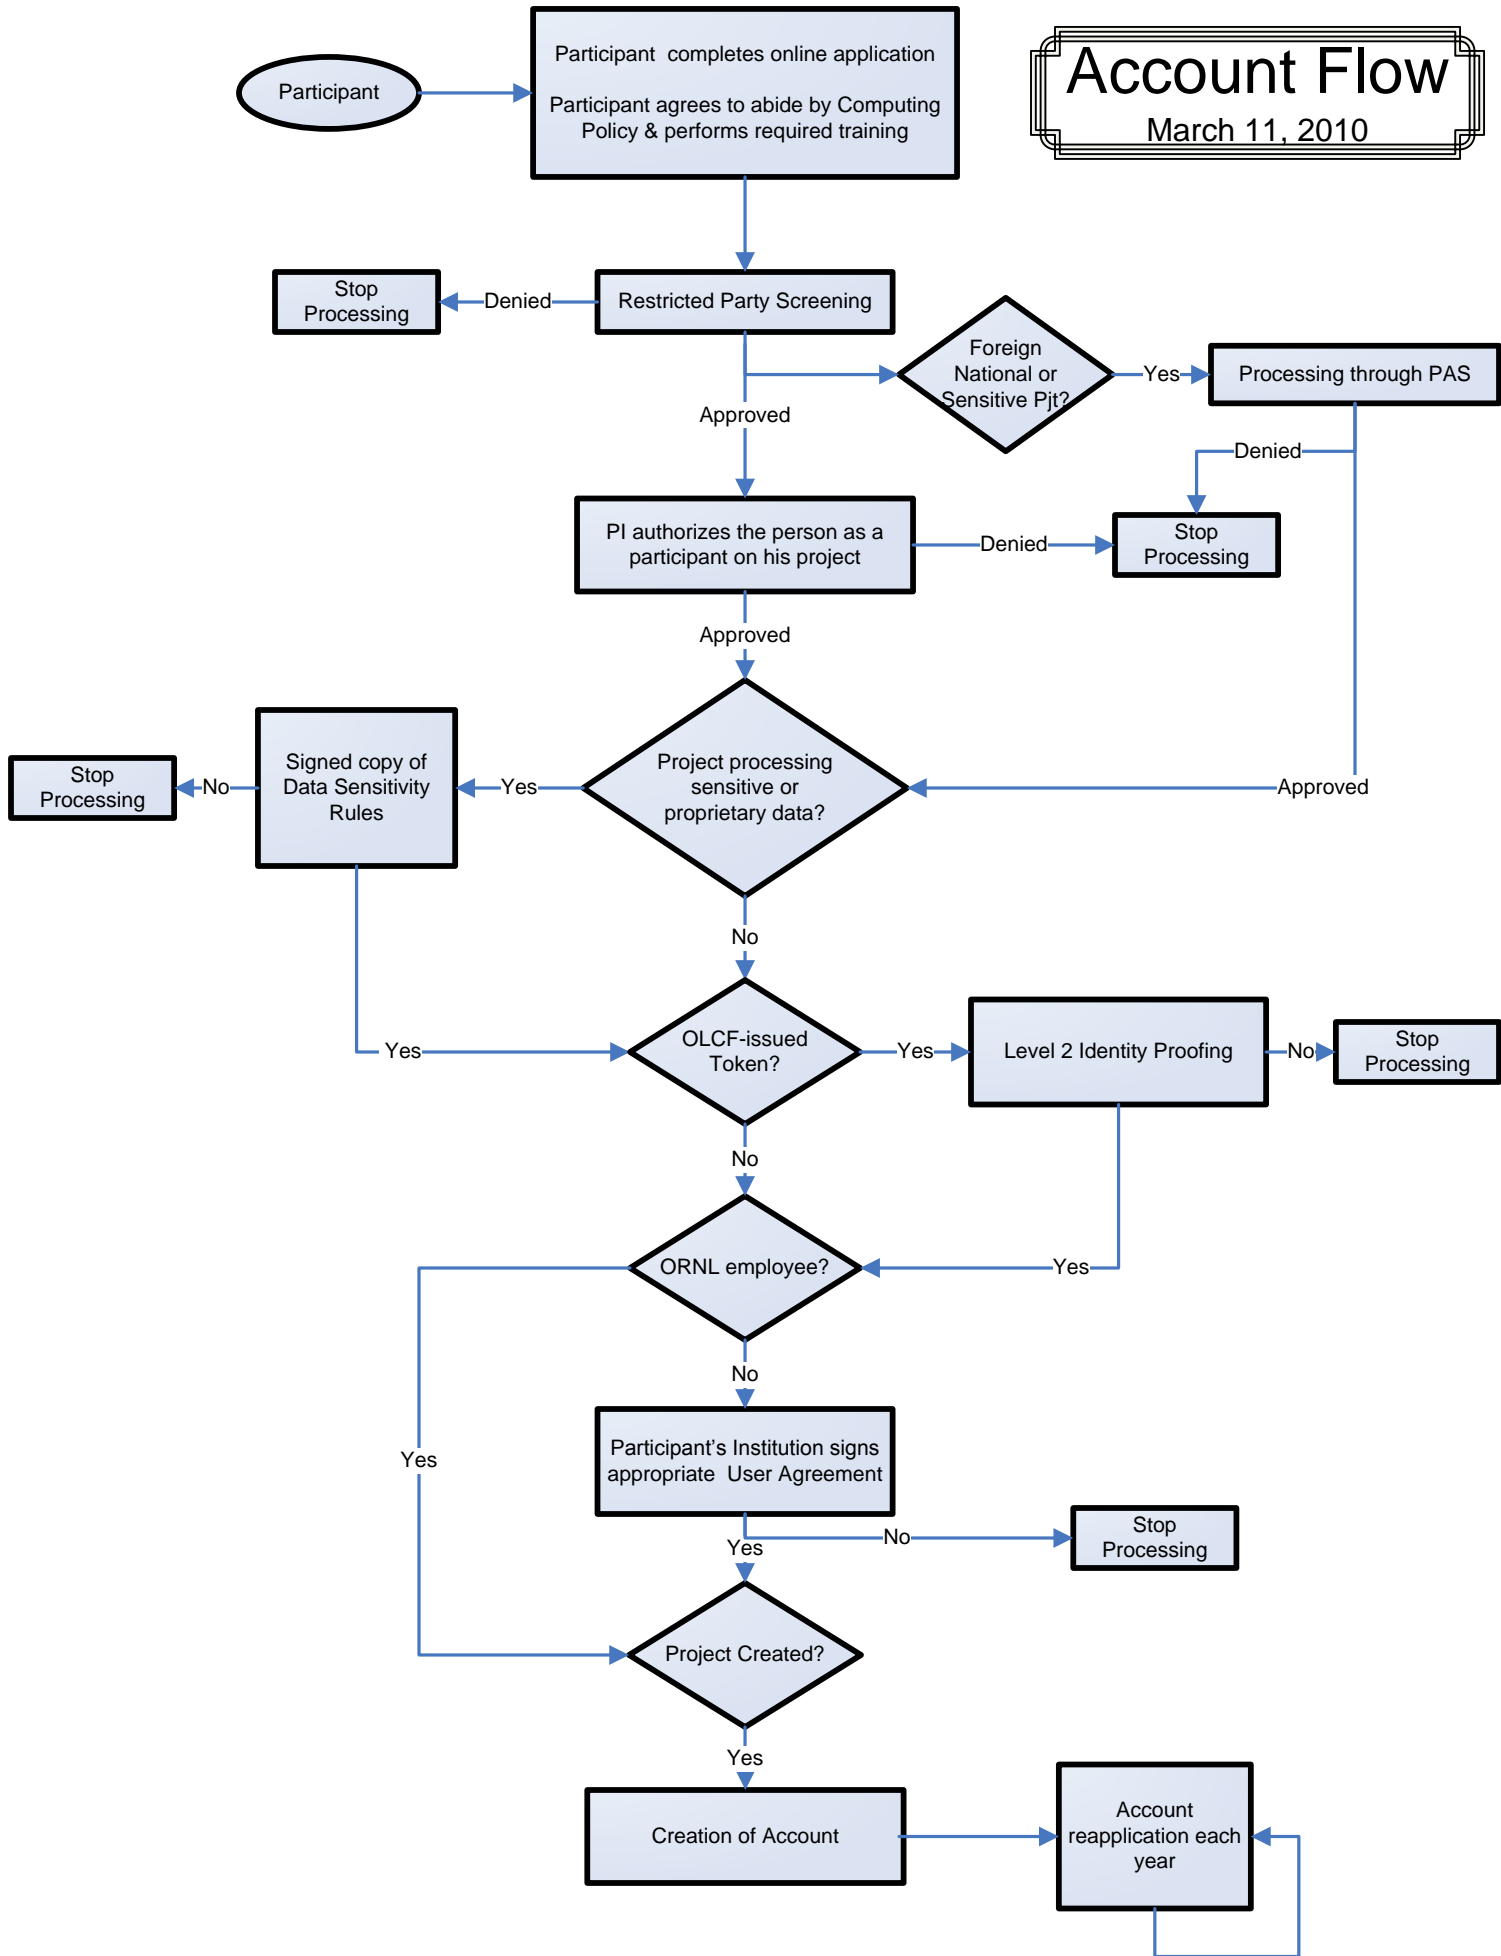 Account Flow
March 11, 2010
Participant
Participant  completes online application
Participant agrees to abide by Computing
Policy & performs required training
Stop
Processing
Denied
Restricted Party Screening
Foreign
National or
Sensitive Pjt?
Yes
Processing through PAS
Approved
Denied
PI authorizes the person as a
participant on his project
Denied
Stop
Processing
Approved
Stop
Processing
No
Signed copy of
Data Sensitivity
Rules
Yes
Project processing
sensitive or
proprietary data?
Approved
No
Yes
OLCF-issued
Token?
Yes
Level 2 Identity Proofing
No
Stop
Processing
No
ORNL employee?
Yes
No
Yes
Participant’s Institution signs
appropriate  User Agreement
Yes
No
Stop
Processing
Project Created?
Yes
Creation of Account
Account
reapplication each
year